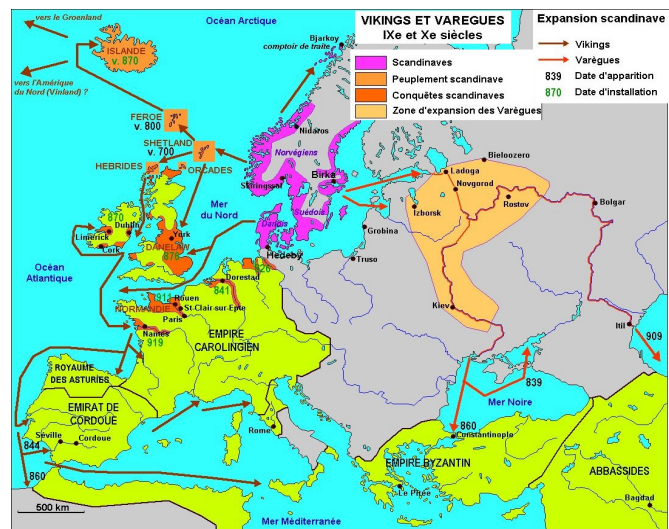 VIKINGS ET VAREGUES
IXe et Xe siècles
Scandinaves
Peuplement scandinave
Conquêtes scandinaves
Zone d'expansion des Varègues
Expansion scandinave
Vikings
Varègues
839 Date d'apparition
870 Date d'installation
vers le Groenland
Océan Arctique
Bjarkoy
comptoir de traite
ISLANDE
v. 870
vers l'Amérique
du Nord (Vinland) ?
FEROE
v. 800
SHETLAND
v. 700
HEBRIDES
ORCADES
Nidaros
Norvégiens
Skiringsal
Birka
Suédois
Danois
Hedeby
Mer
du Nord
Bieloozero
Ladoga
Novgorod
Izborsk
Rostov
Bolgar
Grobina
Truso
Kiev
Itil
909
870
Dublin
Limerick
Cork
York
DANELAW
876
Océan
Atlantique
826
Dorestad
841
911
Rouen
NORMANDIE
St-Clair-sur-Epte
Paris
Nantes
919
EMPIRE
CAROLINGIEN
ROYAUME
DES ASTURIES
EMIRAT DE
CORDOUE
Séville
Cordoue
844
860
Rome
839
Mer Noire
860
Constantinople
EMPIRE BYZANTIN
Le Pirée
ABBASSIDES
Bagdad
Mer Méditerranée
500 km